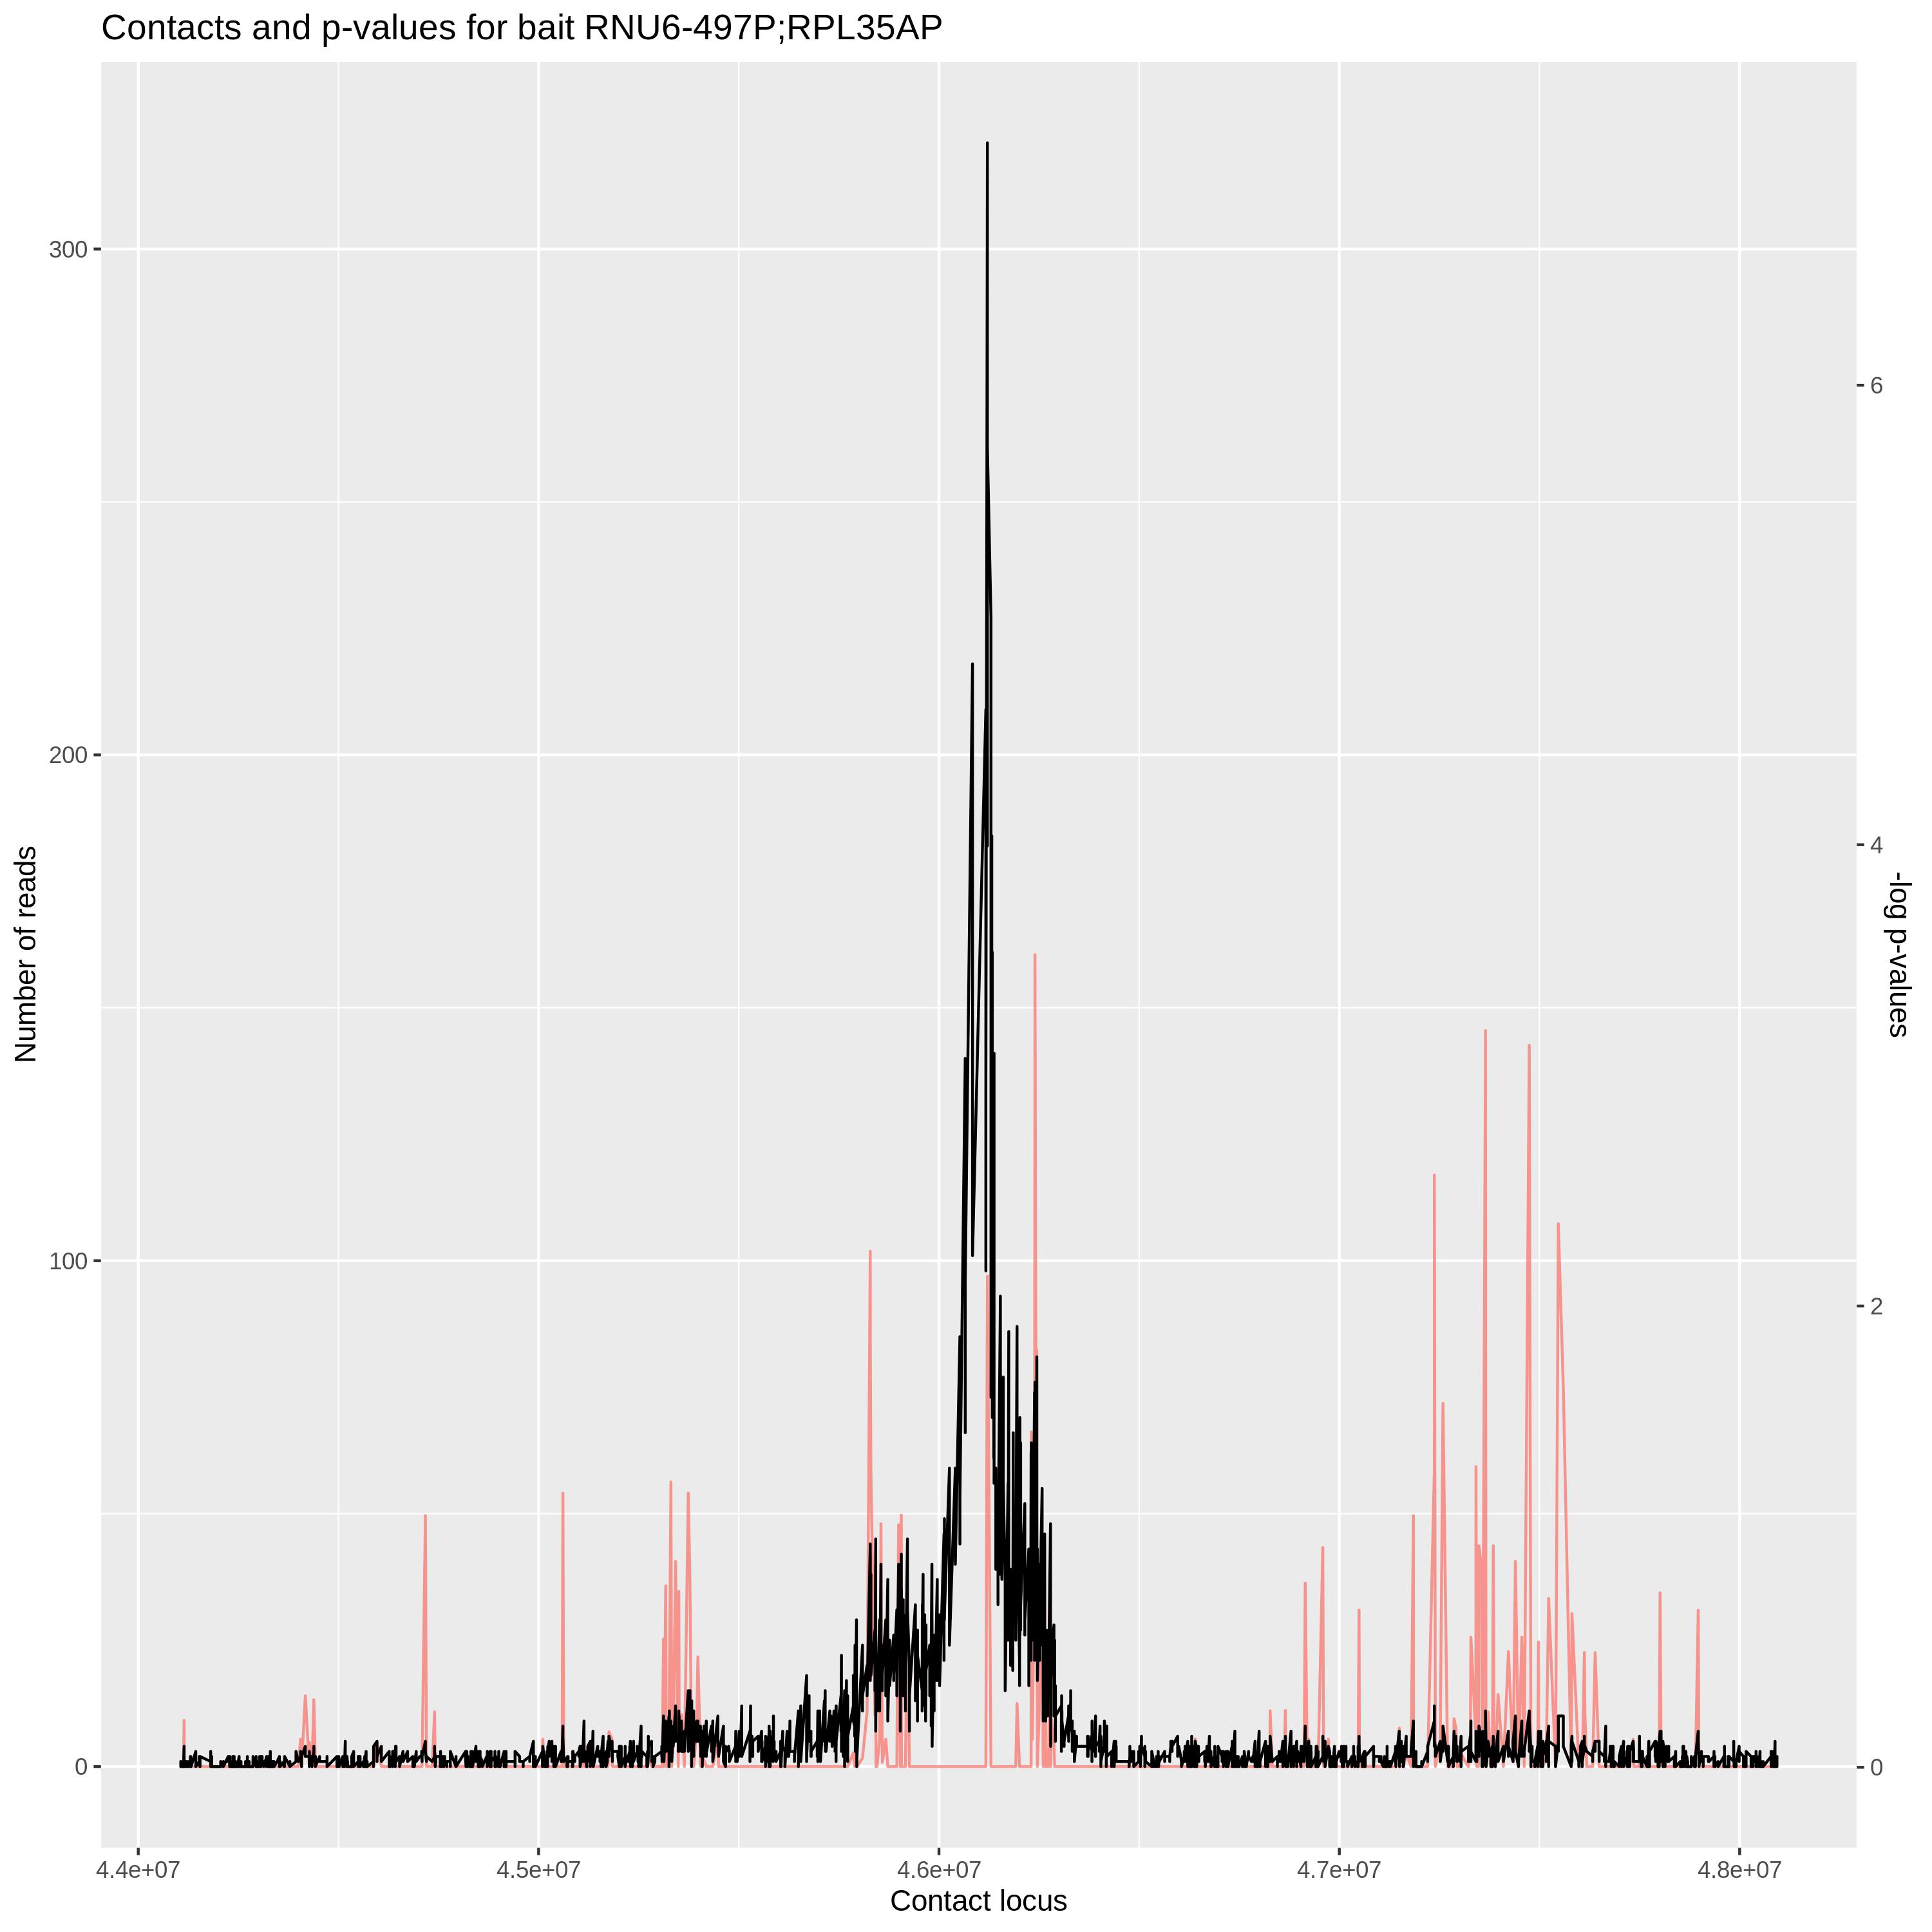 Contacts and p-values for bait RNU6-497P;RPL35AP
Number of reads
300
200
100
0
6
4
2
0
-log p-values
4.4e+07
4.5e+07
4.6e+07
4.7e+07
4.8e+07
Contact locus